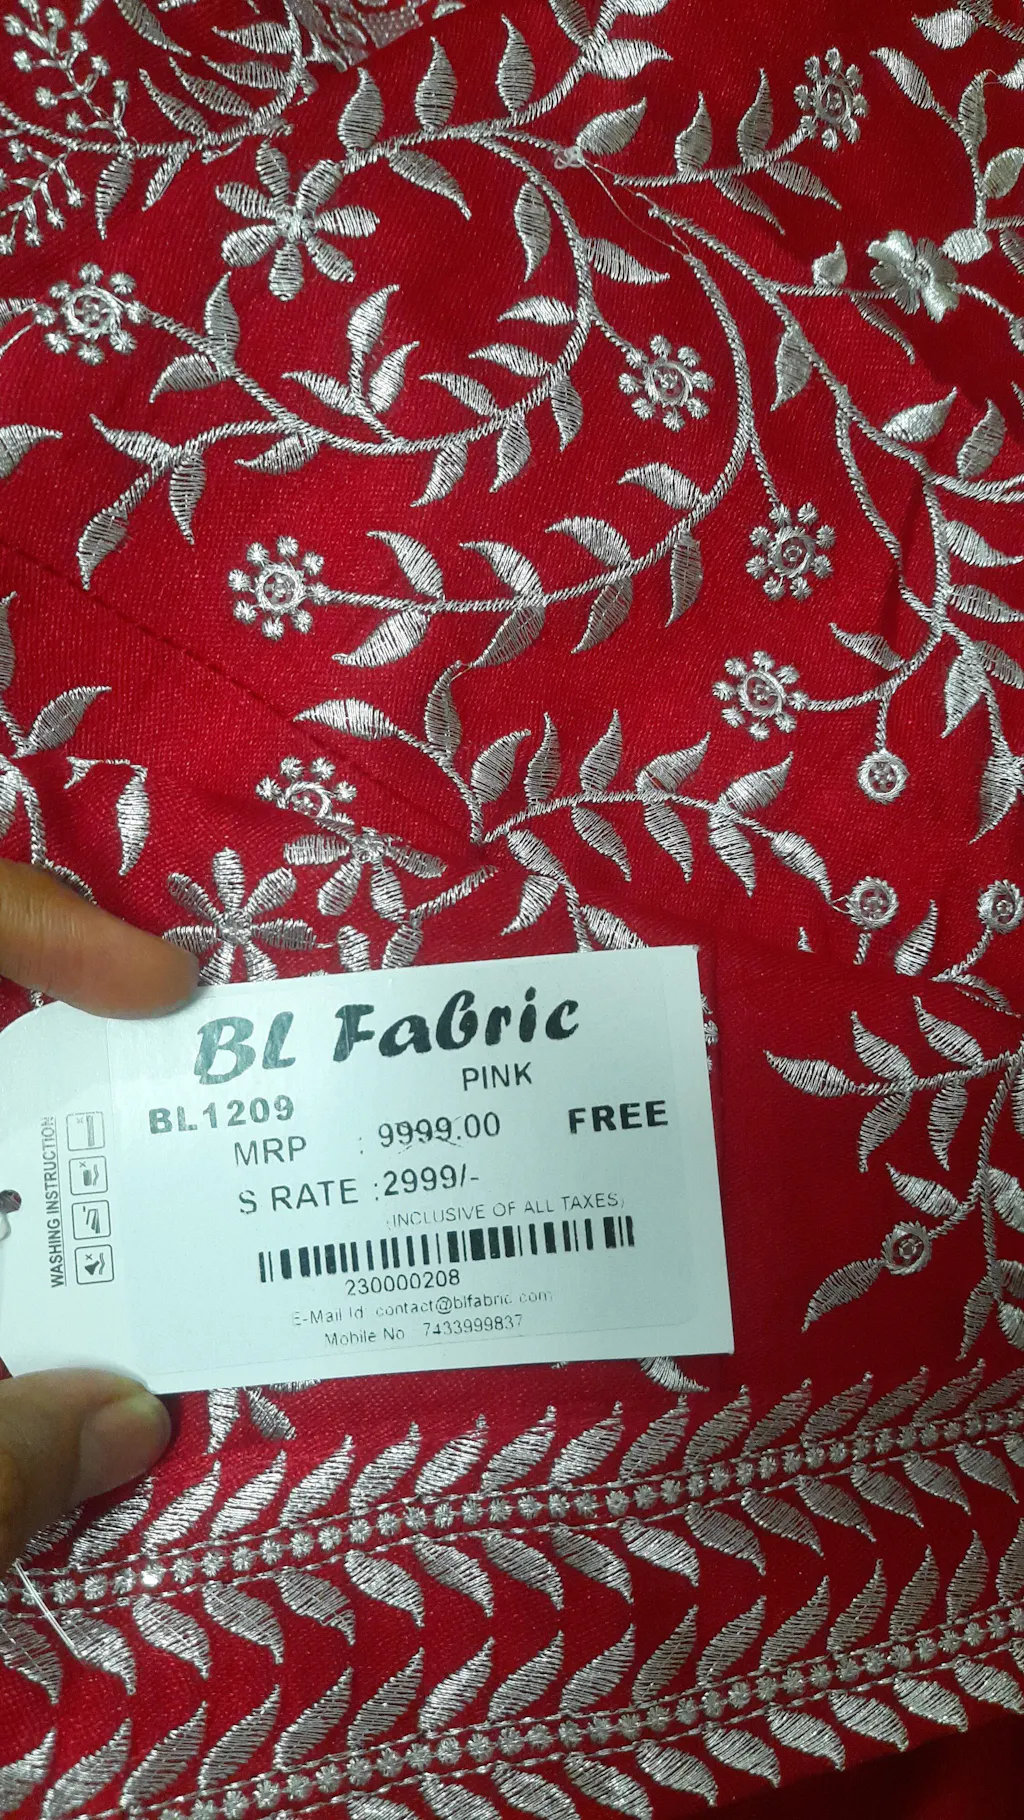 BL Fabric
PINK
BL1209
MRP : 9999.00 FREE
S RATE : 2999/-
(INCLUSIVE OF ALL TAXES)
230000208
E-Mail Id contact@blfabric.com
Mobile No 7433999837
WASHING INSTRUCTION